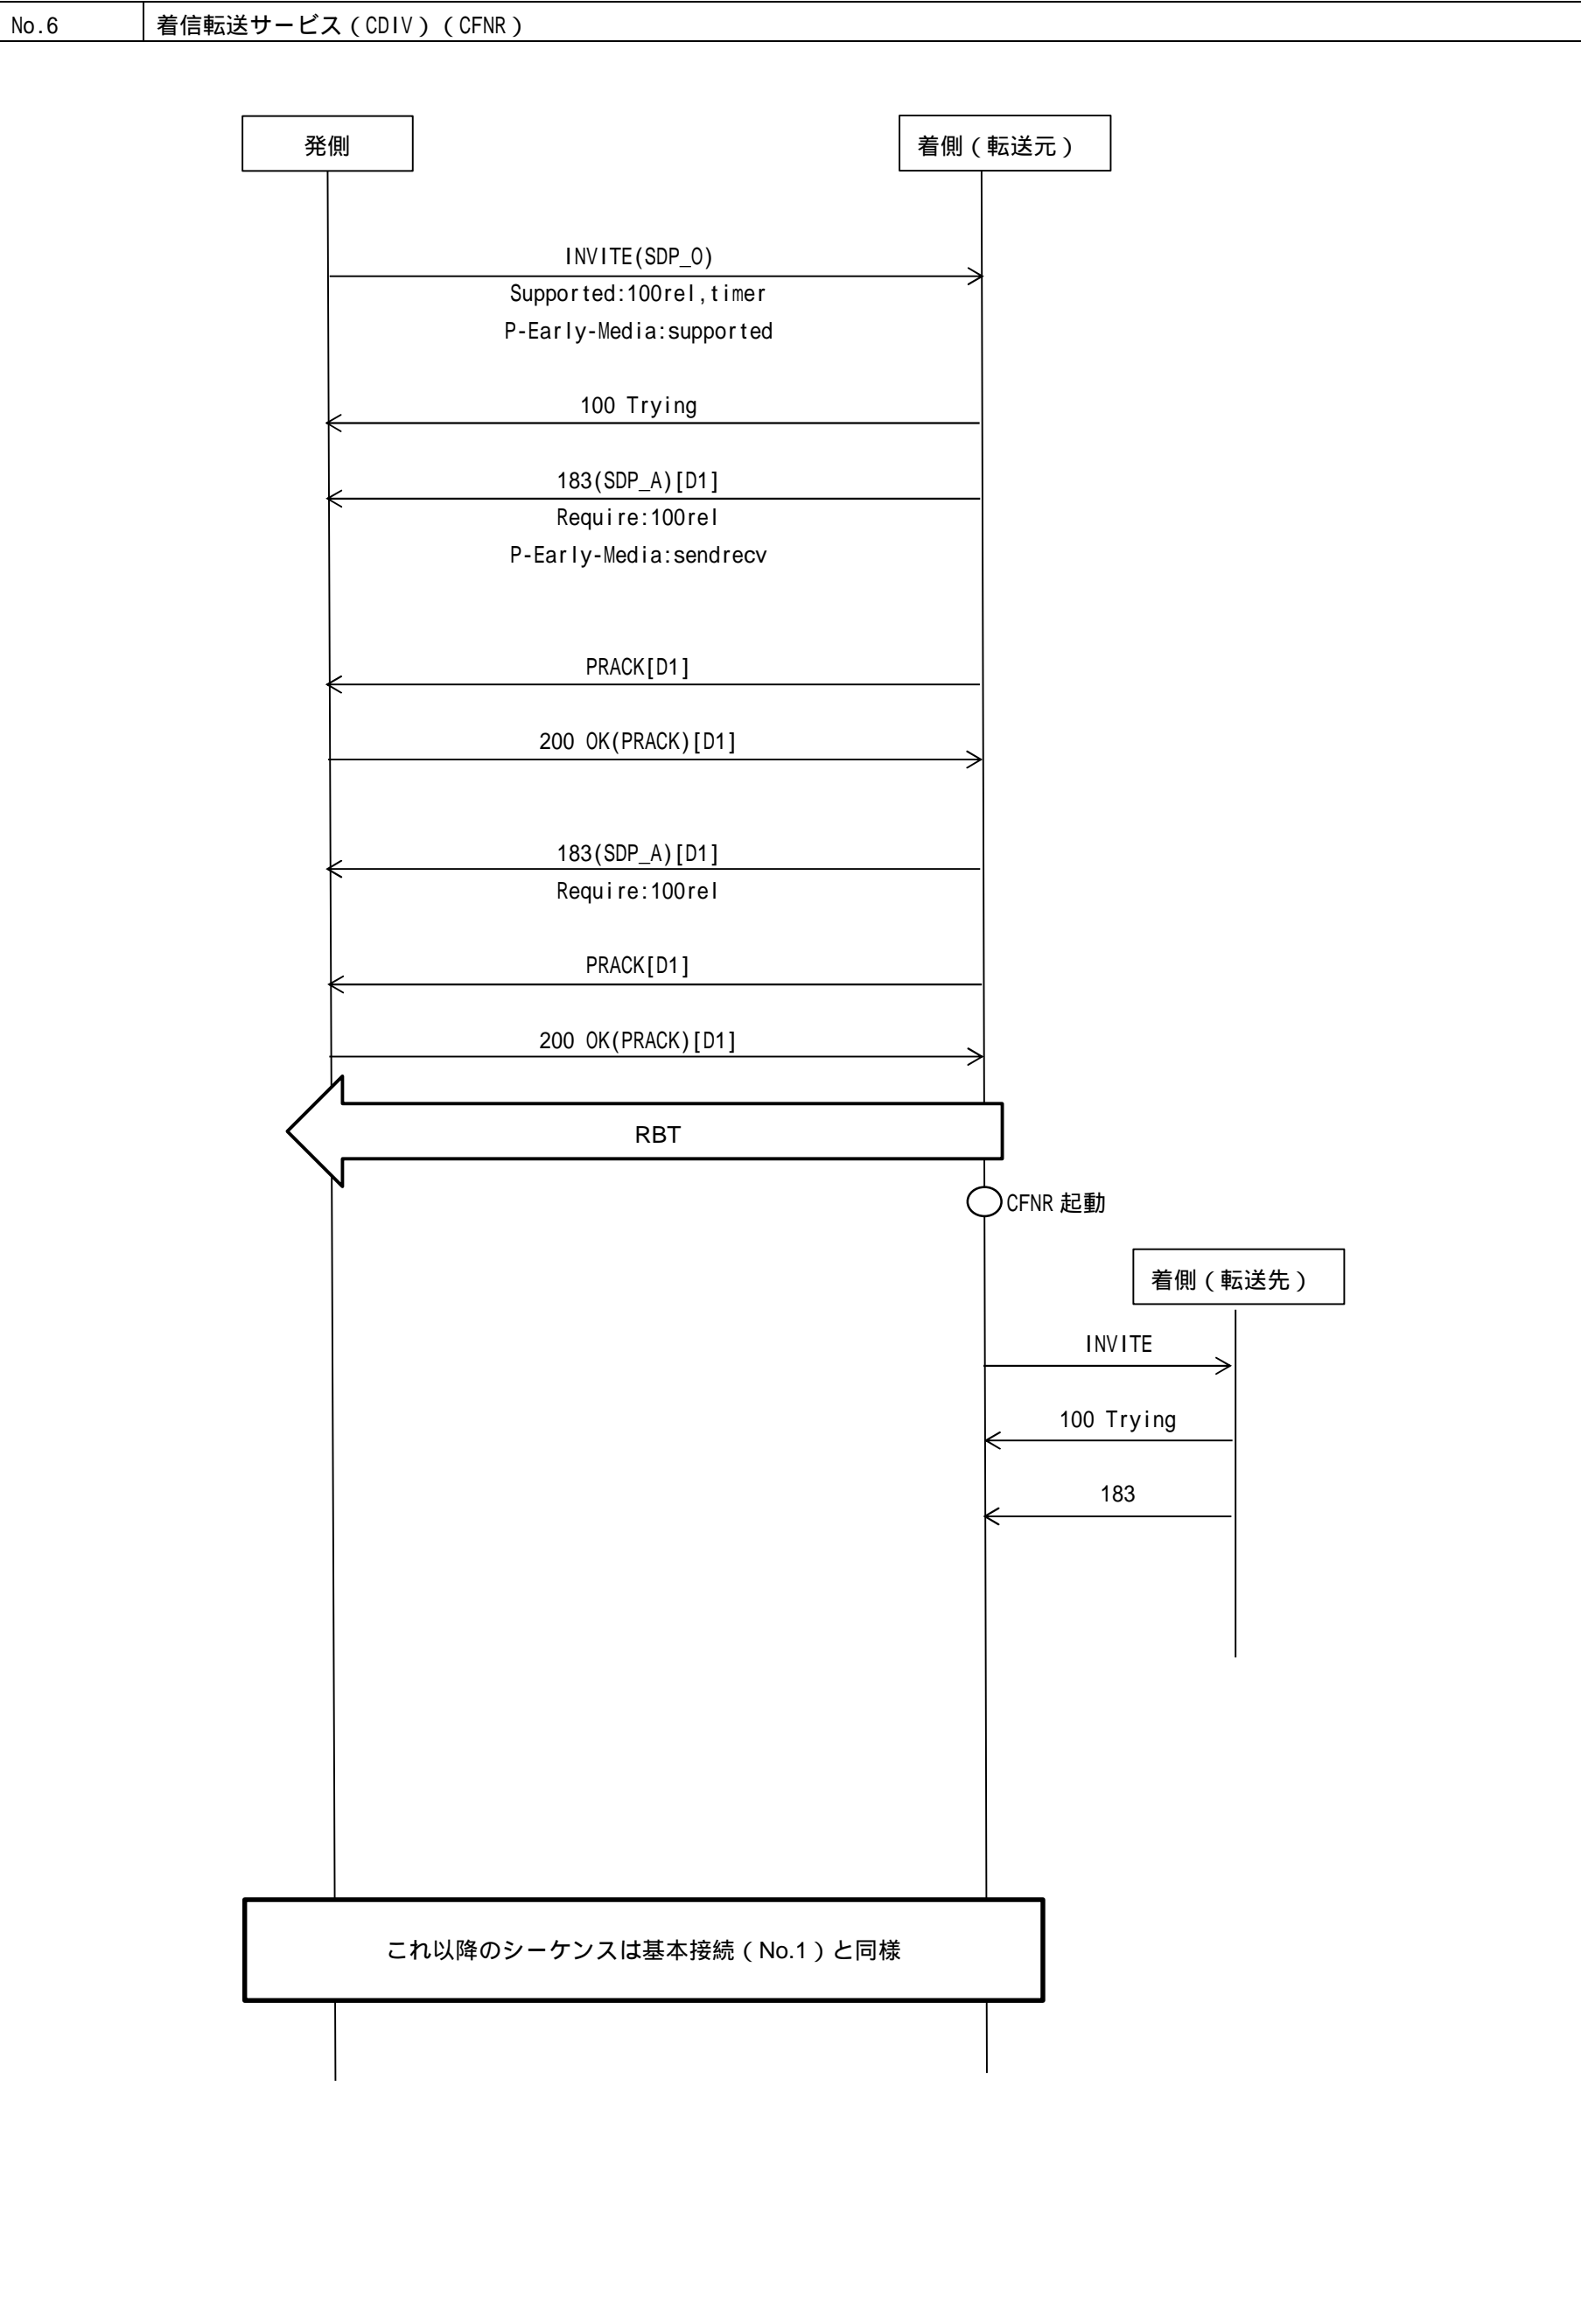 No.6
着信転送サービス（CDIV）（CFNR）
発側
着側（転送元）
INVITE(SDP_O)
Supported:100rel,timer
P-Early-Media:supported
100 Trying
183(SDP_A)[D1]
Require:100rel
P-Early-Media:sendrecv
PRACK[D1]
200 OK(PRACK)[D1]
183(SDP_A)[D1]
Require:100rel
PRACK[D1]
200 OK(PRACK)[D1]
RBT
CFNR 起動
着側（転送先）
INVITE
100 Trying
183
これ以降のシーケンスは基本接続（No.1）と同様